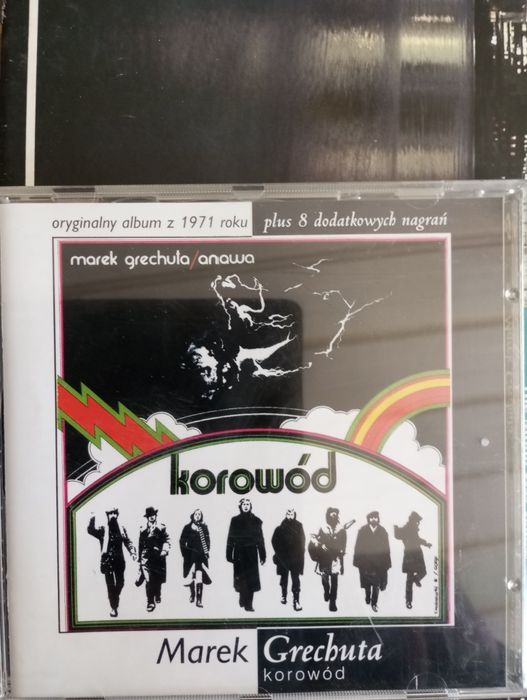 oryginalny album z 1971 roku plus 8 dodatkowych nagrań
marek grechuta/anawa
korowód
Marek Grechuta
korowód